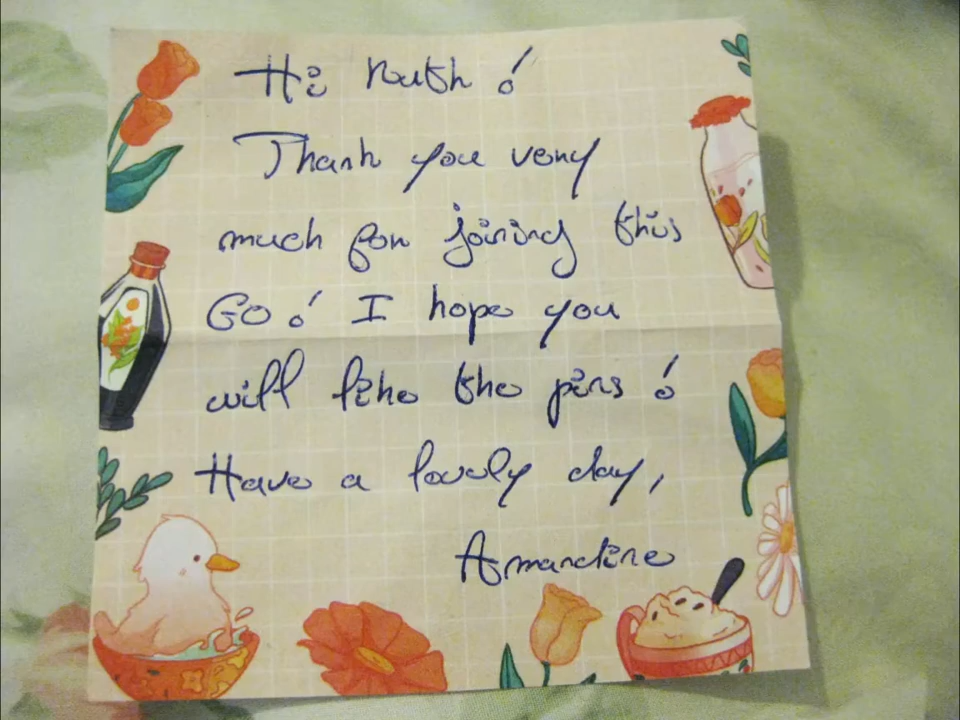 Hi Ruth!
Thank you very
much for joining this
GO! I hope you
will like the pins!
Have a lovely day,
Amandine